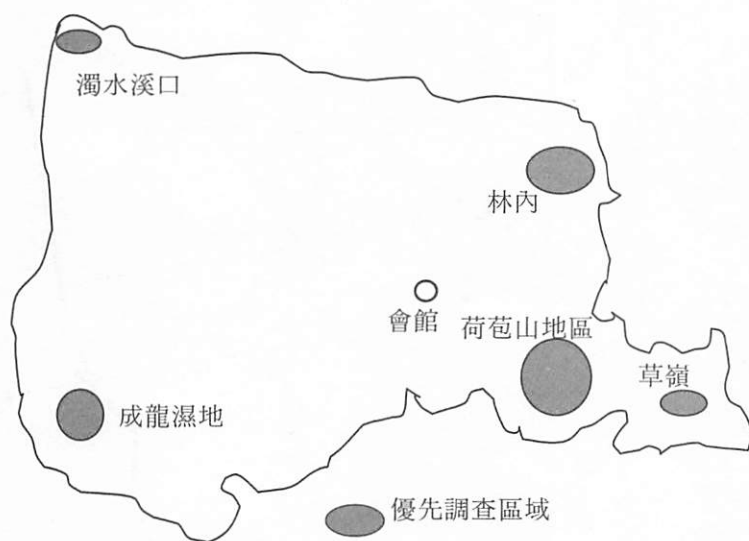 濁水溪口
林內
會館
荷苞山地區
草嶺
成龍濕地
優先調查區域